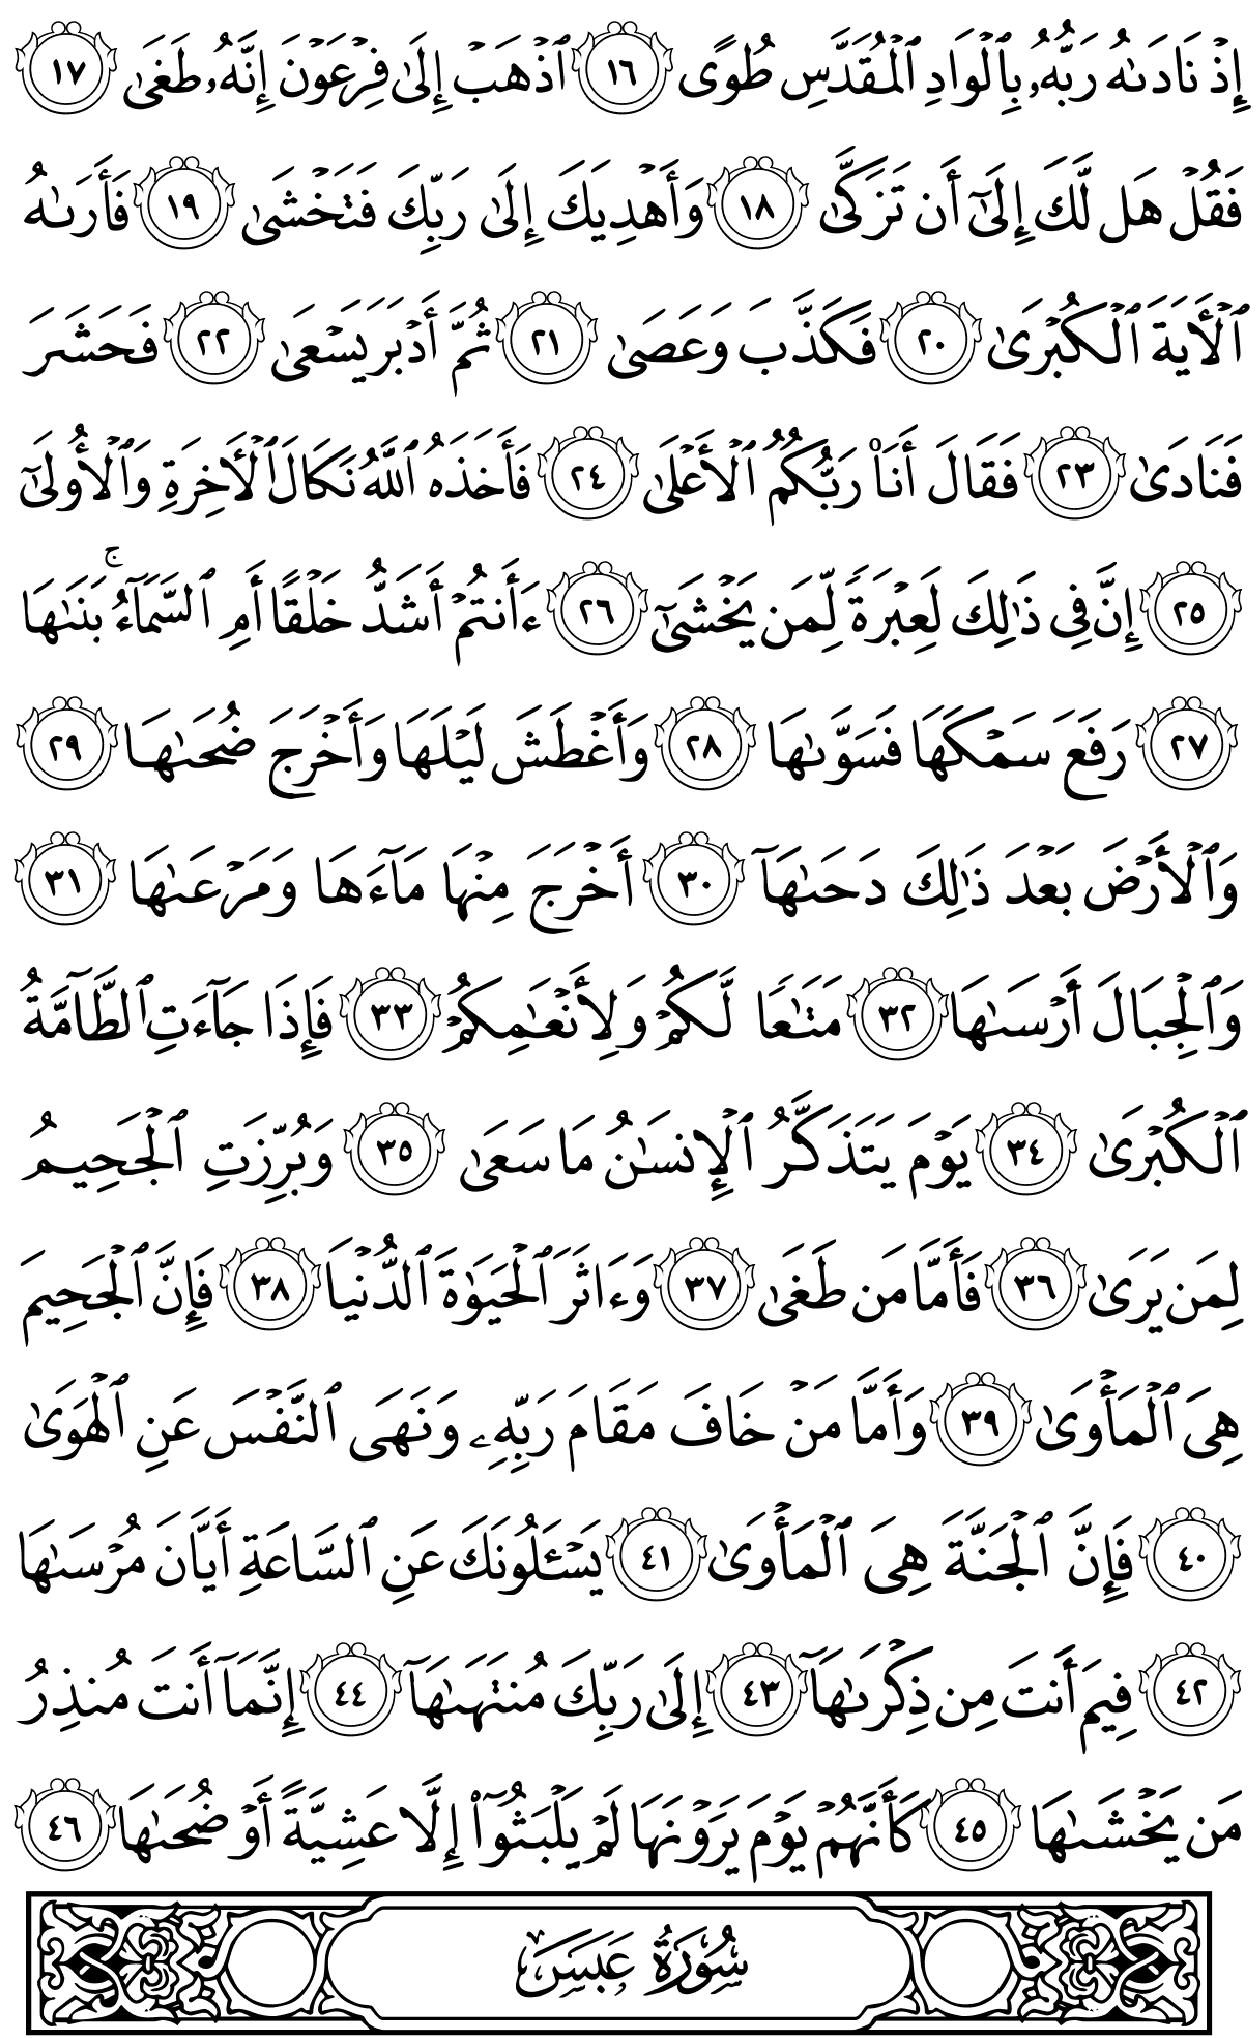 إِذْ نَادَىٰهُ رَبُّهُۥ بِٱلْوَادِ ٱلْمُقَدَّسِ طُوًى ١٦ ٱذْهَبْ إِلَىٰ فِرْعَوْنَ إِنَّهُۥ طَغَىٰ ١٧
فَقُلْ هَل لَّكَ إِلَىٰٓ أَن تَزَكَّىٰ ١٨ وَأَهْدِيَكَ إِلَىٰ رَبِّكَ فَتَخْشَىٰ ١٩ فَأَرَىٰهُ
ٱلْـَٔايَةَ ٱلْكُبْرَىٰ ٢٠ فَكَذَّبَ وَعَصَىٰ ٢١ ثُمَّ أَدْبَرَ يَسْعَىٰ ٢٢ فَحَشَرَ
فَنَادَىٰ ٢٣ فَقَالَ أَنَا۠ رَبُّكُمُ ٱلْأَعْلَىٰ ٢٤ فَأَخَذَهُ ٱللَّهُ نَكَالَ ٱلْـَٔاخِرَةِ وَٱلْأُولَىٰٓ
٢٥ إِنَّ فِى ذَٰلِكَ لَعِبْرَةً لِّمَن يَخْشَىٰٓ ٢٦ ءَأَنتُمْ أَشَدُّ خَلْقًا أَمِ ٱلسَّمَآءُ ۚ بَنَىٰهَا
٢٧ رَفَعَ سَمْكَهَا فَسَوَّىٰهَا ٢٨ وَأَغْطَشَ لَيْلَهَا وَأَخْرَجَ ضُحَىٰهَا ٢٩
وَٱلْأَرْضَ بَعْدَ ذَٰلِكَ دَحَىٰهَآ ٣٠ أَخْرَجَ مِنْهَا مَآءَهَا وَمَرْعَىٰهَا ٣١
وَٱلْجِبَالَ أَرْسَىٰهَا ٣٢ مَتَٰعًا لَّكُمْ وَلِأَنْعَٰمِكُمْ ٣٣ فَإِذَا جَآءَتِ ٱلطَّآمَّةُ
ٱلْكُبْرَىٰ ٣٤ يَوْمَ يَتَذَكَّرُ ٱلْإِنسَٰنُ مَا سَعَىٰ ٣٥ وَبُرِّزَتِ ٱلْجَحِيمُ
لِمَن يَرَىٰ ٣٦ فَأَمَّا مَن طَغَىٰ ٣٧ وَءَاثَرَ ٱلْحَيَوٰةَ ٱلدُّنْيَا ٣٨ فَإِنَّ ٱلْجَحِيمَ
هِىَ ٱلْمَأْوَىٰ ٣٩ وَأَمَّا مَنْ خَافَ مَقَامَ رَبِّهِۦ وَنَهَى ٱلنَّفْسَ عَنِ ٱلْهَوَىٰ
٤٠ فَإِنَّ ٱلْجَنَّةَ هِىَ ٱلْمَأْوَىٰ ٤١ يَسْـَٔلُونَكَ عَنِ ٱلسَّاعَةِ أَيَّانَ مُرْسَىٰهَا
٤٢ فِيمَ أَنتَ مِن ذِكْرَىٰهَآ ٤٣ إِلَىٰ رَبِّكَ مُنتَهَىٰهَآ ٤٤ إِنَّمَآ أَنتَ مُنذِرُ
مَن يَخْشَىٰهَا ٤٥ كَأَنَّهُمْ يَوْمَ يَرَوْنَهَا لَمْ يَلْبَثُوٓا۟ إِلَّا عَشِيَّةً أَوْ ضُحَىٰهَا ٤٦
سُورَةُ عَبَسَ